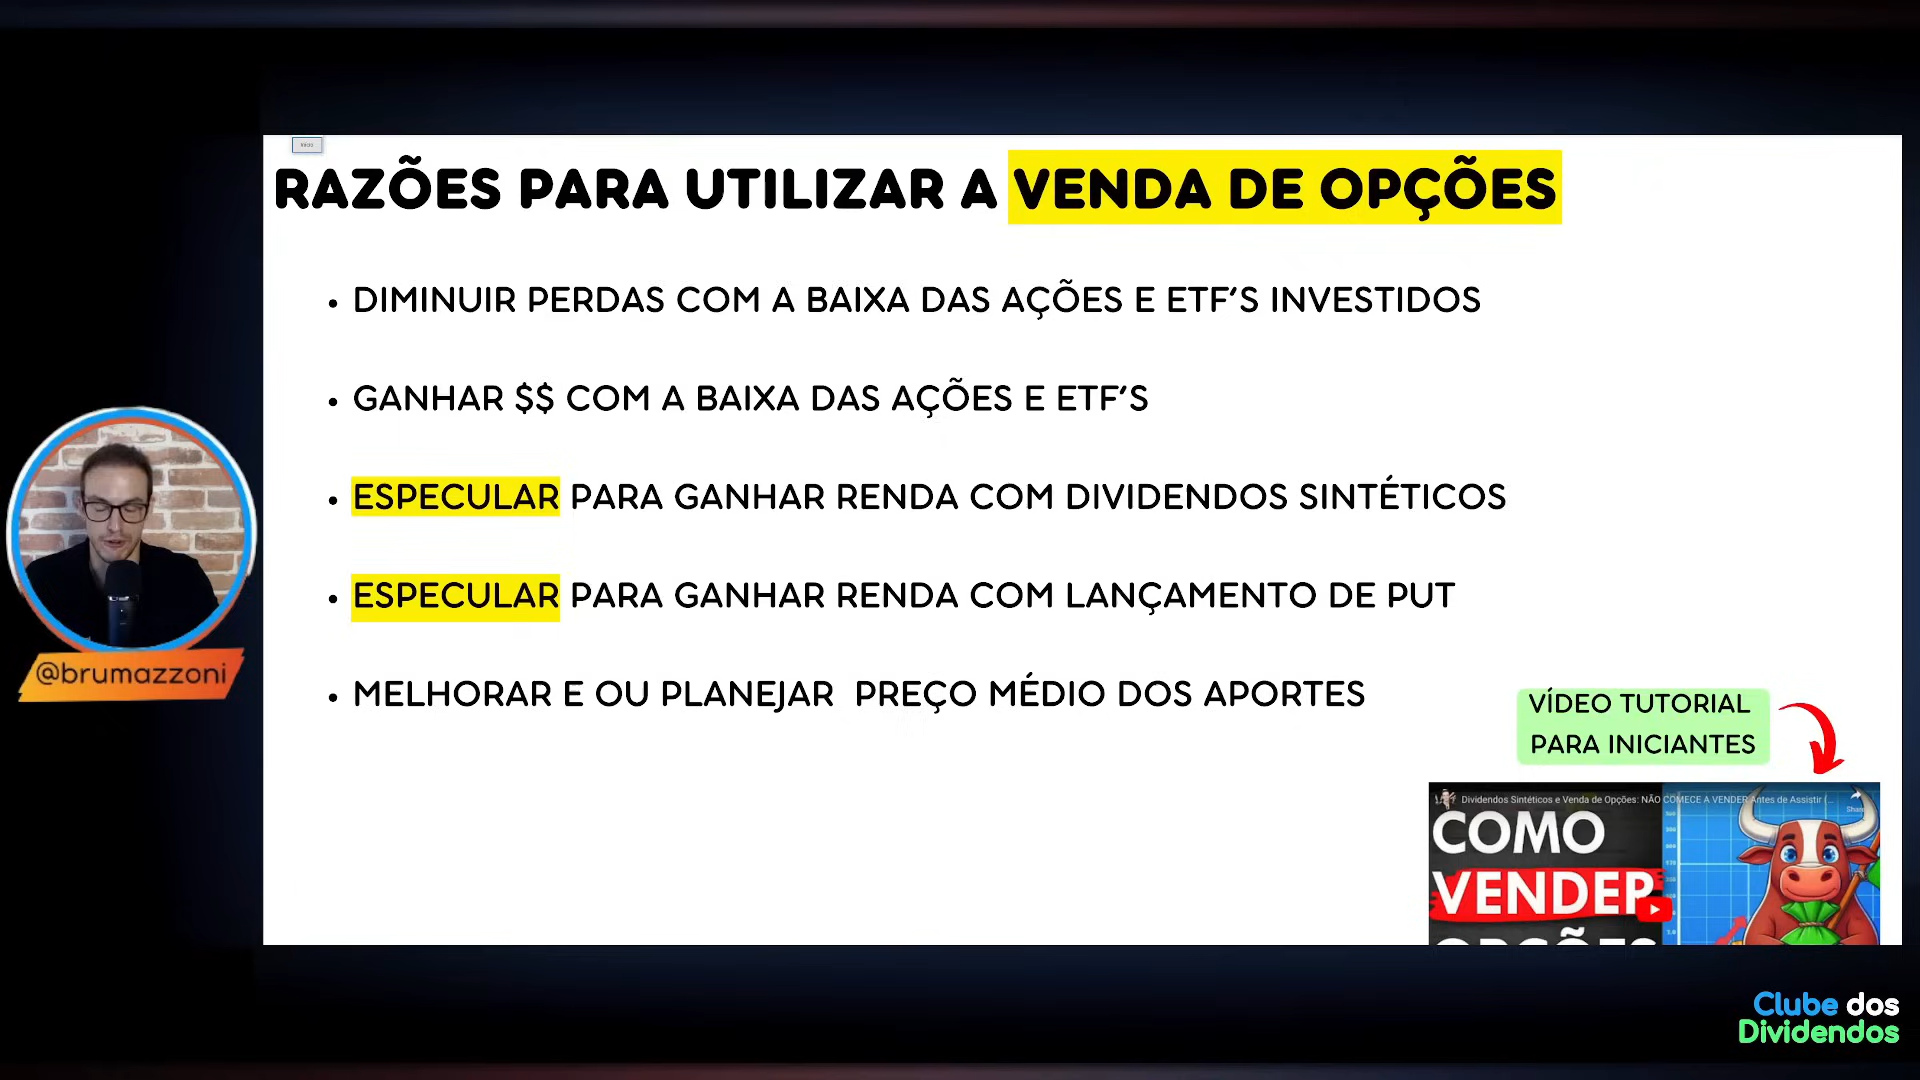 RAZÕES PARA UTILIZAR A VENDA DE OPÇÕES
• DIMINUIR PERDAS COM A BAIXA DAS AÇÕES E ETF'S INVESTIDOS
• GANHAR $$ COM A BAIXA DAS AÇÕES E ETF'S
• ESPECULAR PARA GANHAR RENDA COM DIVIDENDOS SINTÉTICOS
• ESPECULAR PARA GANHAR RENDA COM LANÇAMENTO DE PUT
• MELHORAR E OU PLANEJAR PREÇO MÉDIO DOS APORTES
@brumazzoni
VÍDEO TUTORIAL
PARA INICIANTES
Dividendos Sintéticos e Venda de Opções: NÃO COMECE A VENDER Antes de Assistir (...
COMO
VENDER
OPÇÕES
Clube dos
Dividendos